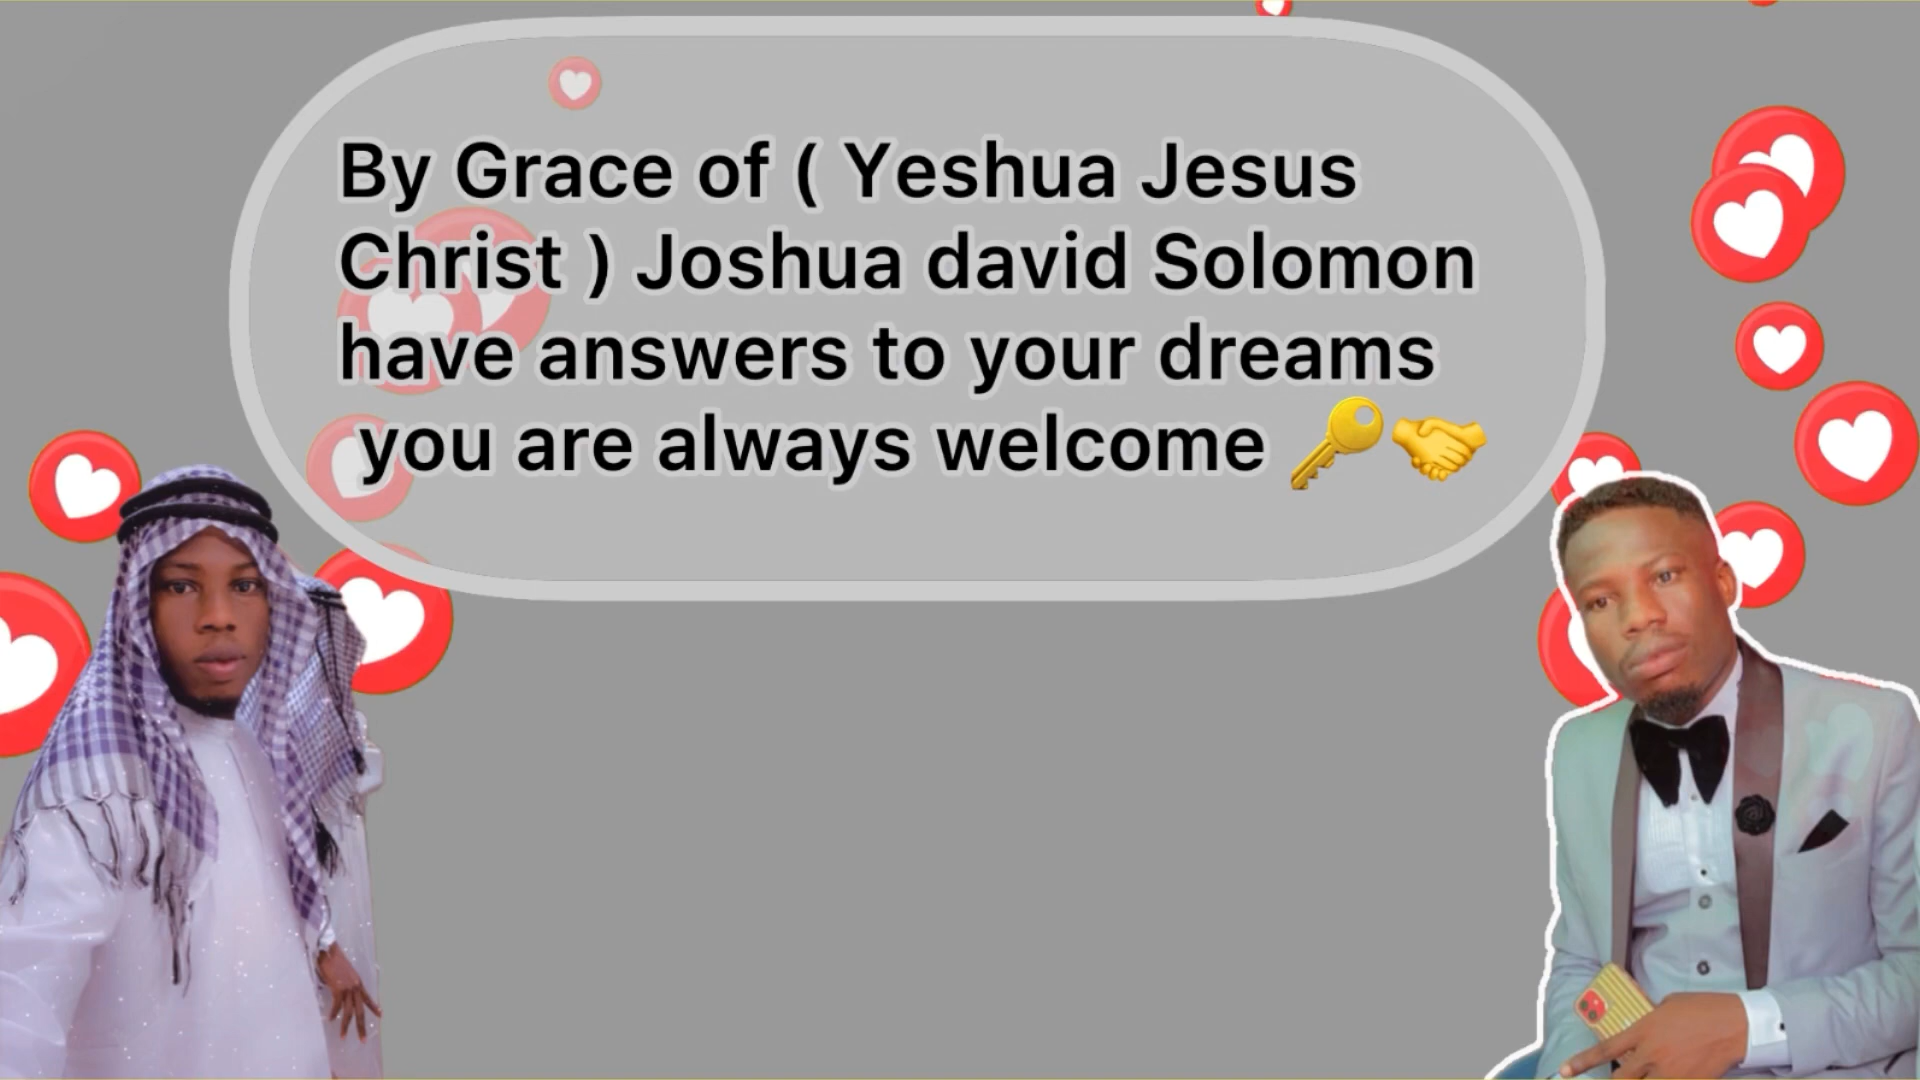 By Grace of ( Yeshua Jesus
Christ ) Joshua david Solomon
have answers to your dreams
you are always welcome 🔑🤝